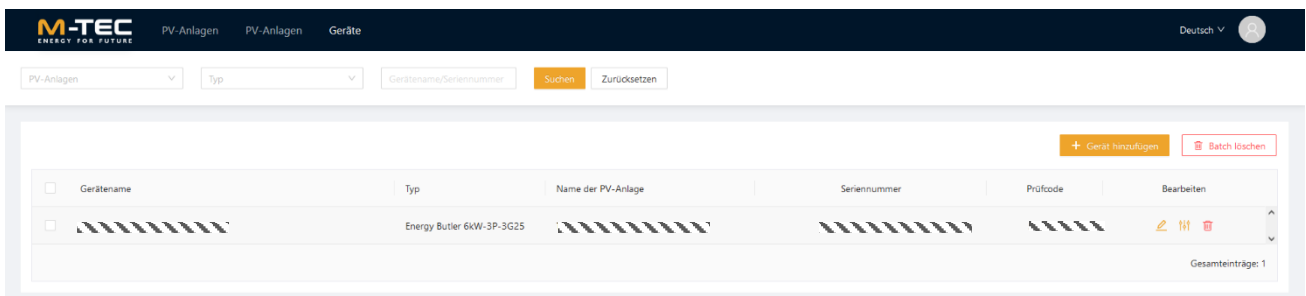 M-TEC
ENERGY FOR FUTURE
PV-Anlagen PV-Anlagen Geräte Deutsch
PV-Anlagen Typ Gerätename/Seriennummer Suchen Zurücksetzen
+ Gerät hinzufügen Batch löschen
Gerätename Typ Name der PV-Anlage Seriennummer Prüfcode Bearbeiten
Energy Butler 6kW-3P-3G25
Gesamteinträge: 1